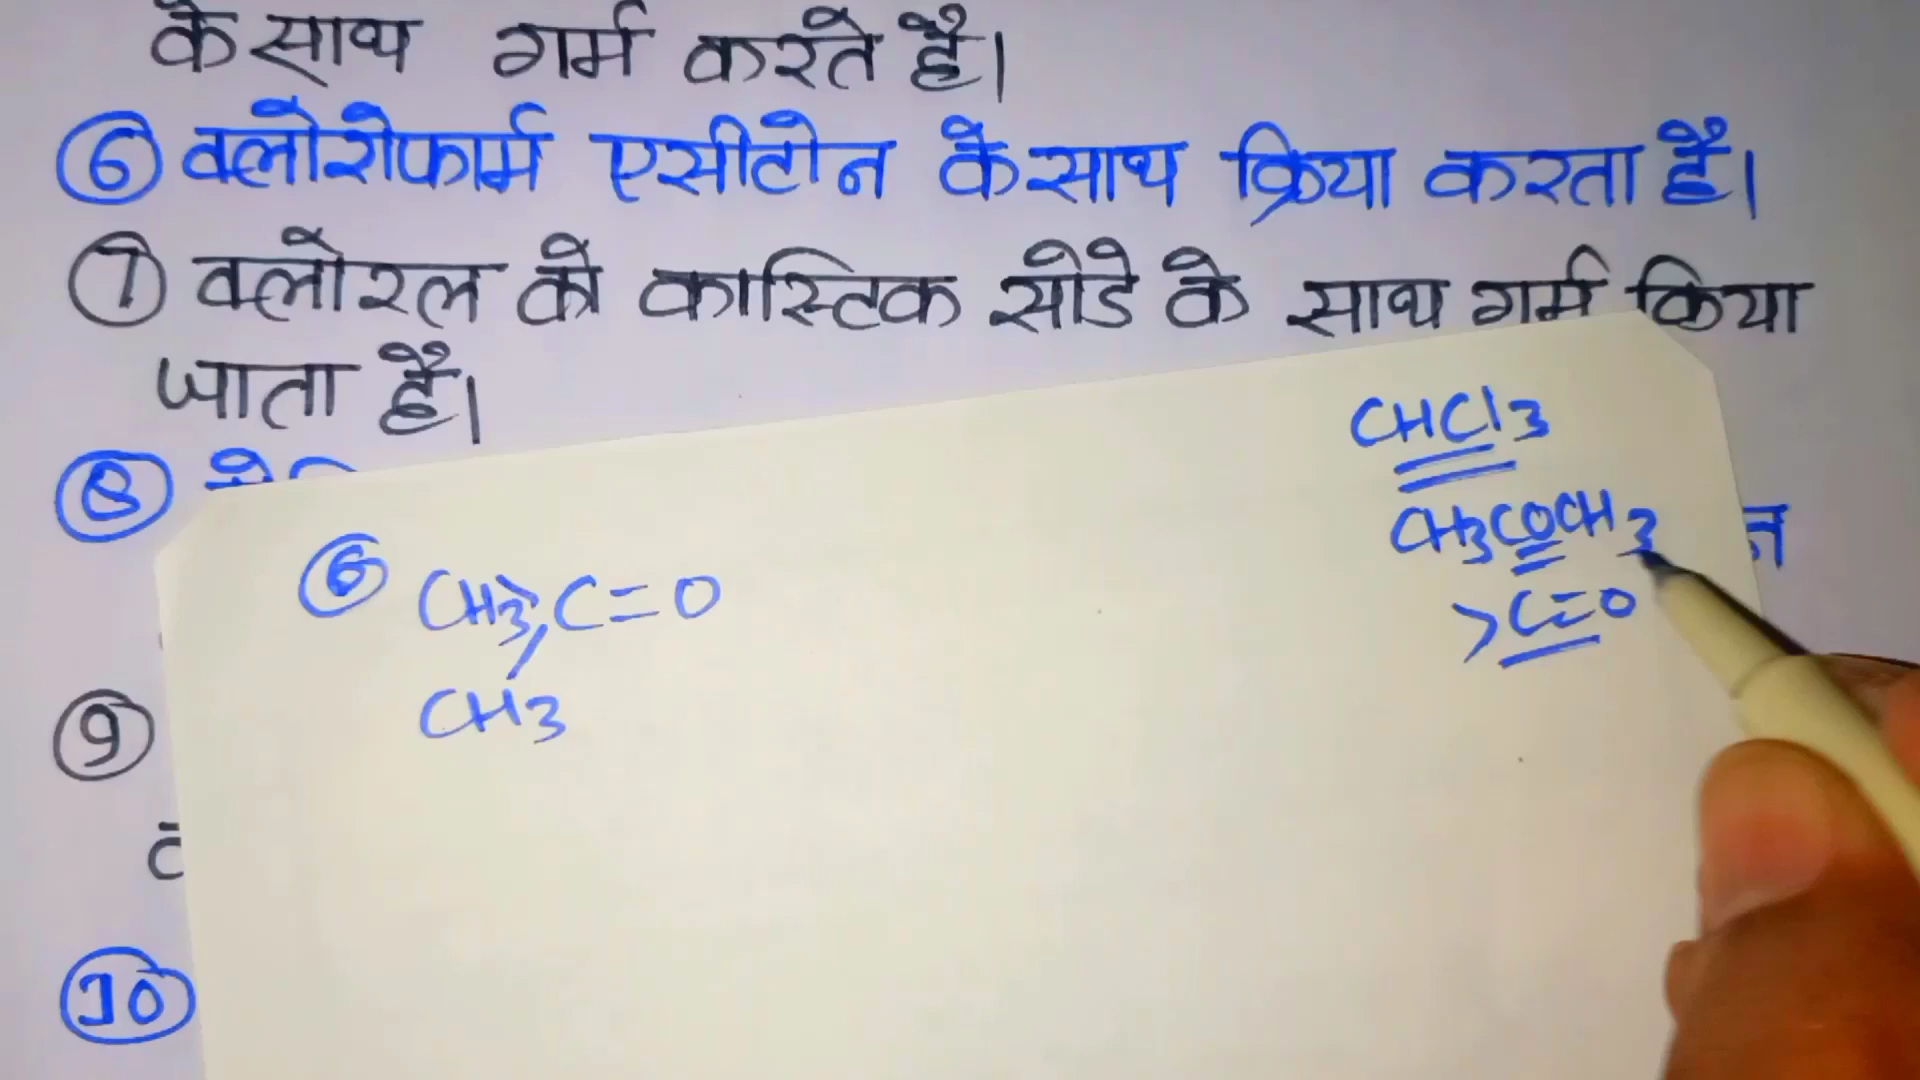 के साथ गर्म करते है।
⑥ क्लोरोफार्म एसीटोन के साथ क्रिया करता है।
⑦ क्लोरल को कास्टिक सोडे के साथ गर्म किया
जाता है।
⑧
न
⑨
⑩
CHCl3
CH3COCH3
>C=O
⑥ CH3 C=O
CH3